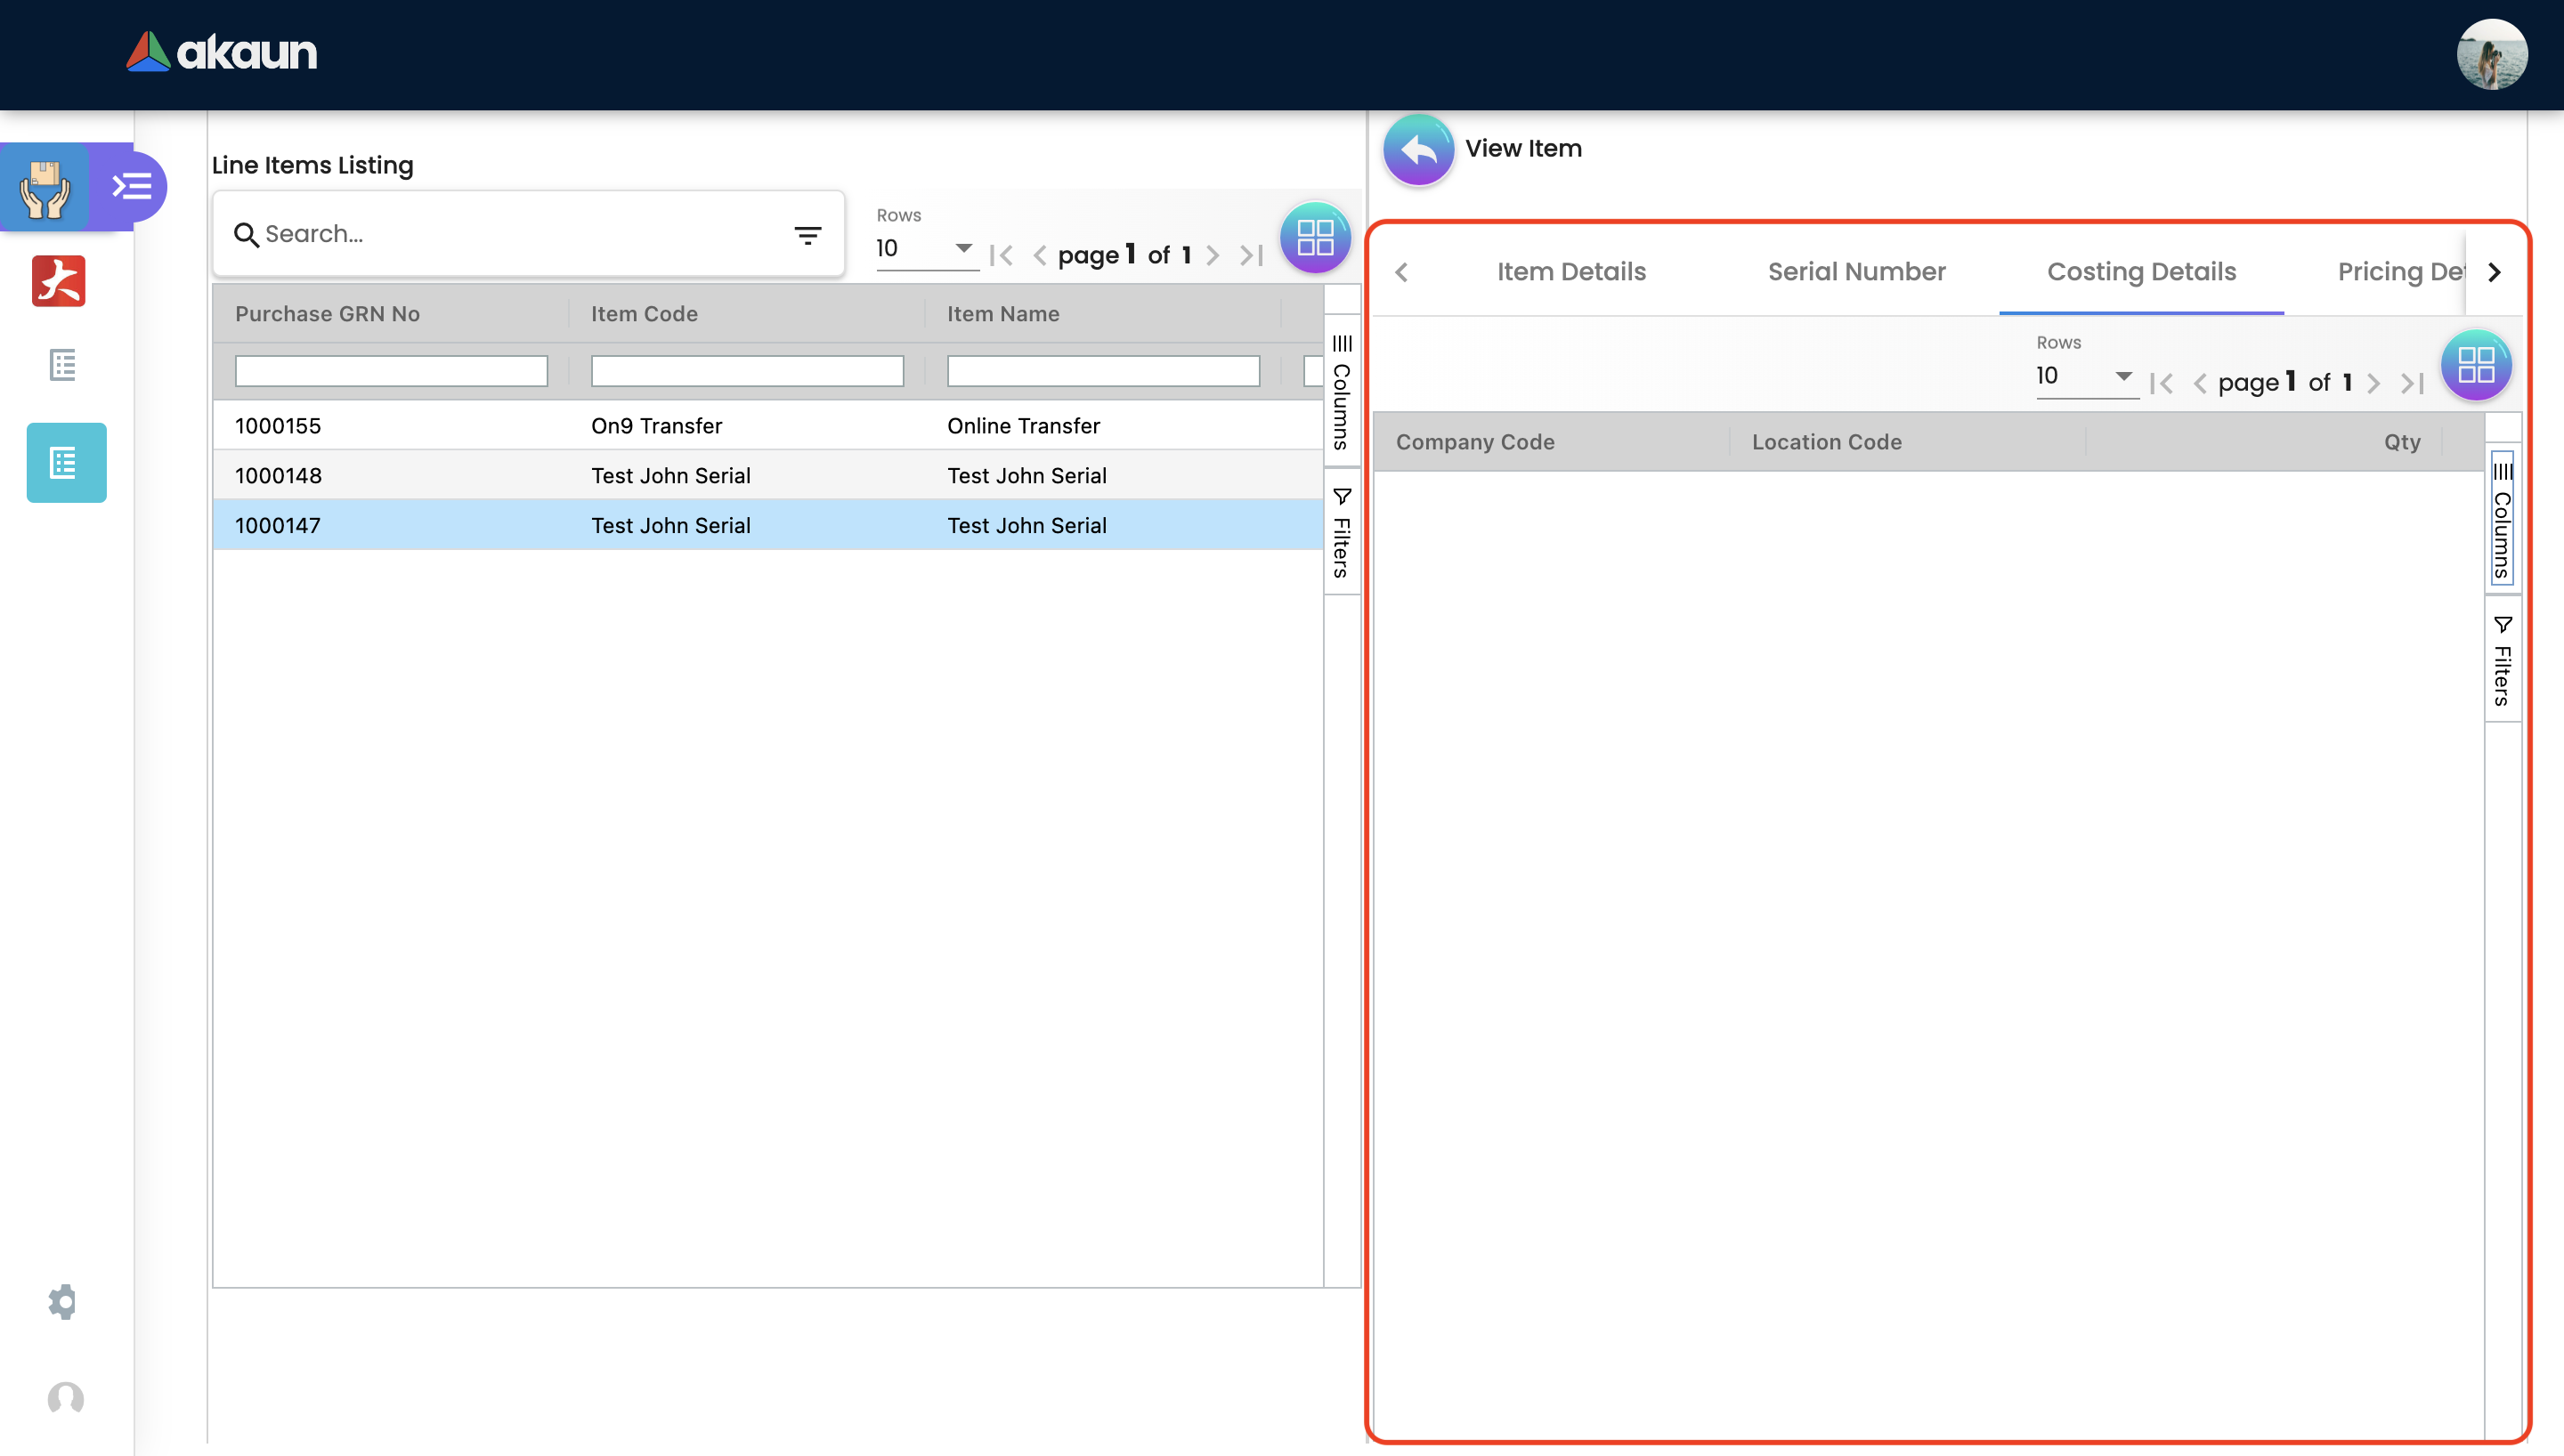 akaun
Line Items Listing
Search...
Rows
10
page 1 of 1
Purchase GRN No Item Code Item Name
1000155 On9 Transfer Online Transfer
1000148 Test John Serial Test John Serial
1000147 Test John Serial Test John Serial
Columns
Filters
View Item
Item Details Serial Number Costing Details Pricing Det
Rows
10
page 1 of 1
Company Code Location Code Qty
Columns
Filters